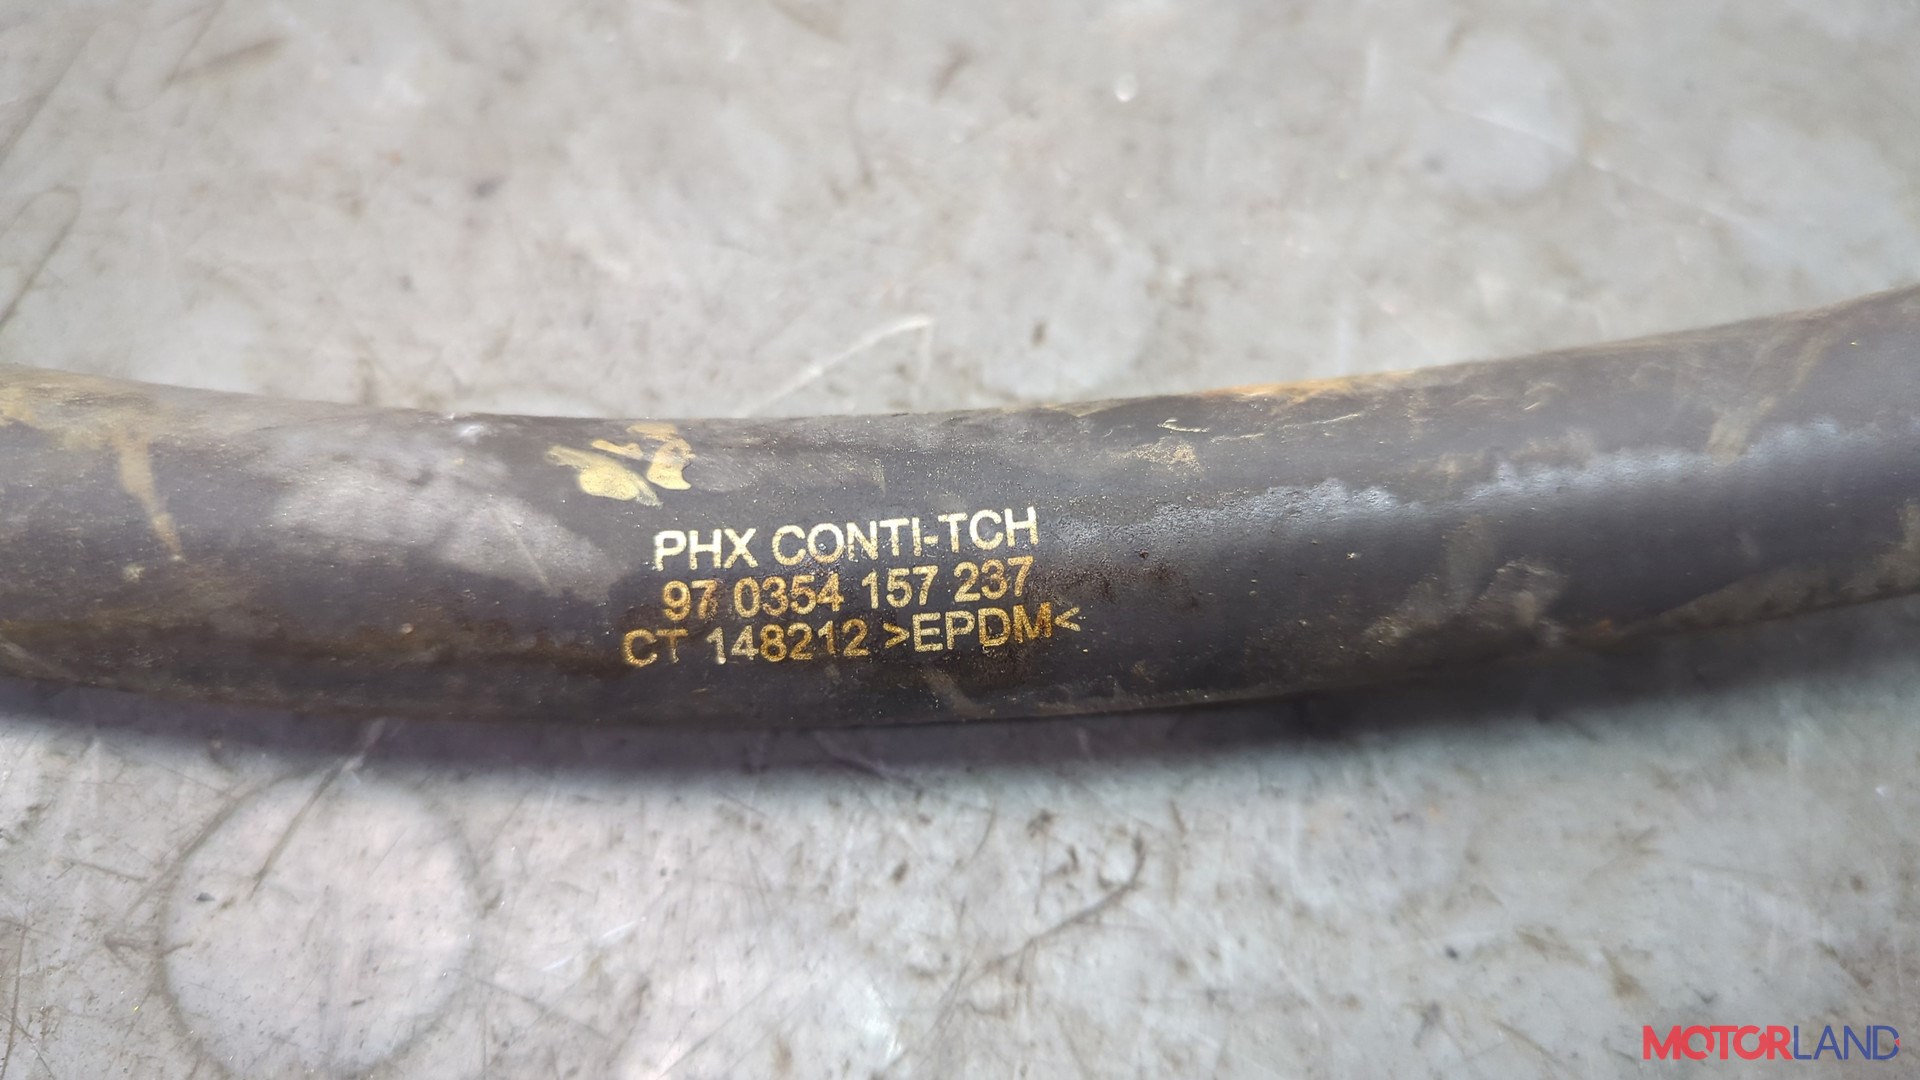 PHX CONTI-TCH
97 0354 157 237
CT 148212 >EPDM<
MOTORLAND